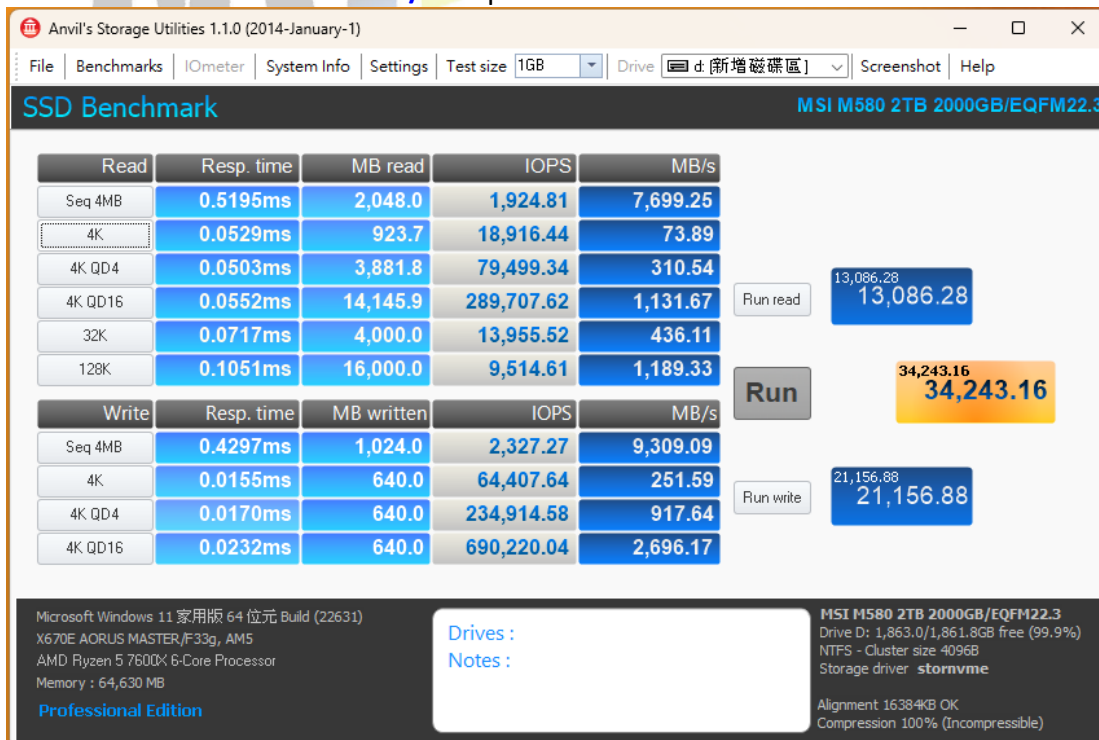 Anvil's Storage Utilities 1.1.0 (2014-January-1)
File Benchmarks IOmeter System Info Settings Test size 1GB Drive d: [新增磁碟區] Screenshot Help
SSD Benchmark MSI M580 2TB 2000GB/EQFM22.3
Read Resp. time MB read IOPS MB/s
Seq 4MB 0.5195ms 2,048.0 1,924.81 7,699.25
4K 0.0529ms 923.7 18,916.44 73.89
4K QD4 0.0503ms 3,881.8 79,499.34 310.54
4K QD16 0.0552ms 14,145.9 289,707.62 1,131.67
32K 0.0717ms 4,000.0 13,955.52 436.11
128K 0.1051ms 16,000.0 9,514.61 1,189.33
Run read
13,086.28
13,086.28
Run
34,243.16
34,243.16
Write Resp. time MB written IOPS MB/s
Seq 4MB 0.4297ms 1,024.0 2,327.27 9,309.09
4K 0.0155ms 640.0 64,407.64 251.59
4K QD4 0.0170ms 640.0 234,914.58 917.64
4K QD16 0.0232ms 640.0 690,220.04 2,696.17
Run write
21,156.88
21,156.88
Microsoft Windows 11 家用版 64 位元 Build (22631)
X670E AORUS MASTER/F33g, AM5
AMD Ryzen 5 7600X 6-Core Processor
Memory : 64,630 MB
Professional Edition
Drives :
Notes :
MSI M580 2TB 2000GB/EQFM22.3
Drive D: 1,863.0/1,861.8GB free (99.9%)
NTFS - Cluster size 4096B
Storage driver stornvme
Alignment 16384KB OK
Compression 100% (Incompressible)